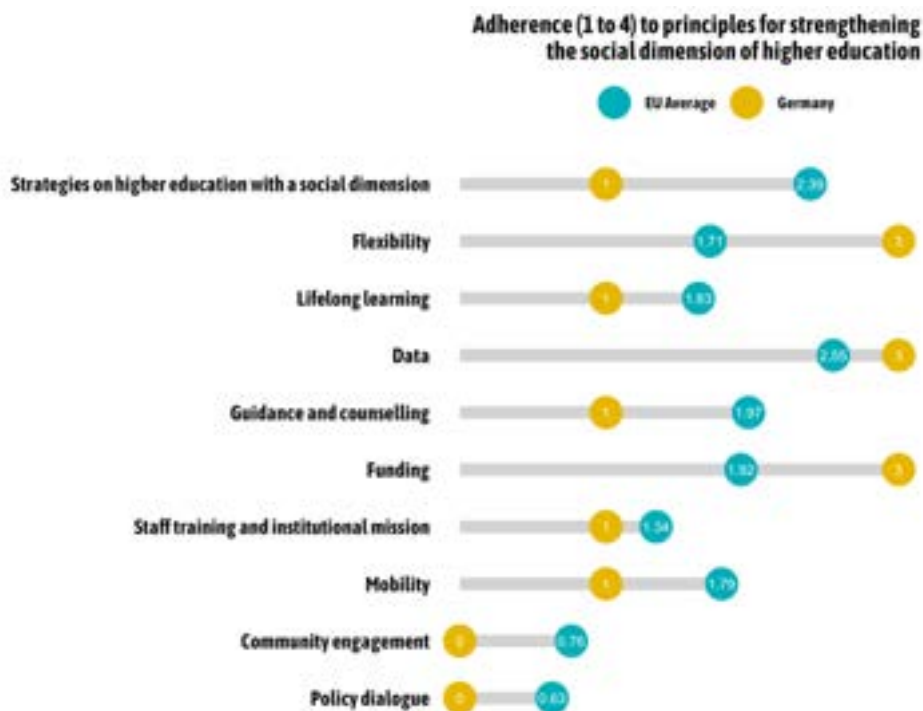 Adherence (1 to 4) to principles for strengthening
the social dimension of higher education
EU Average Germany
Strategies on higher education with a social dimension 1 2.39
Flexibility 1.71 3
Lifelong learning 1 1.63
Data 2.55 3
Guidance and counselling 1 1.97
Funding 1.92 3
Staff training and institutional mission 1 1.34
Mobility 1 1.79
Community engagement 0 0.76
Policy dialogue 0 0.63